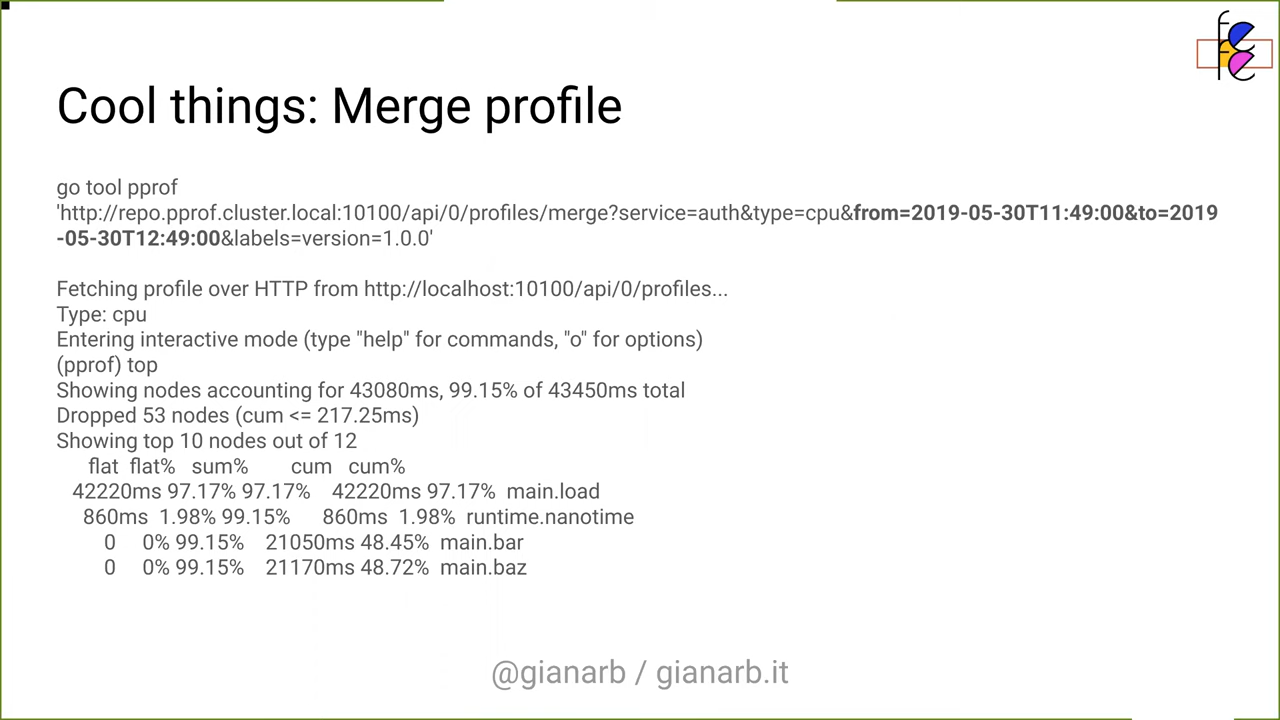 Cool things: Merge profile
go tool pprof
'http://repo.pprof.cluster.local:10100/api/0/profiles/merge?service=auth&type=cpu&from=2019-05-30T11:49:00&to=2019
-05-30T12:49:00&labels=version=1.0.0'
Fetching profile over HTTP from http://localhost:10100/api/0/profiles...
Type: cpu
Entering interactive mode (type "help" for commands, "o" for options)
(pprof) top
Showing nodes accounting for 43080ms, 99.15% of 43450ms total
Dropped 53 nodes (cum <= 217.25ms)
Showing top 10 nodes out of 12
flat flat% sum% cum cum%
42220ms 97.17% 97.17% 42220ms 97.17% main.load
860ms 1.98% 99.15% 860ms 1.98% runtime.nanotime
0 0% 99.15% 21050ms 48.45% main.bar
0 0% 99.15% 21170ms 48.72% main.baz
@gianarb / gianarb.it